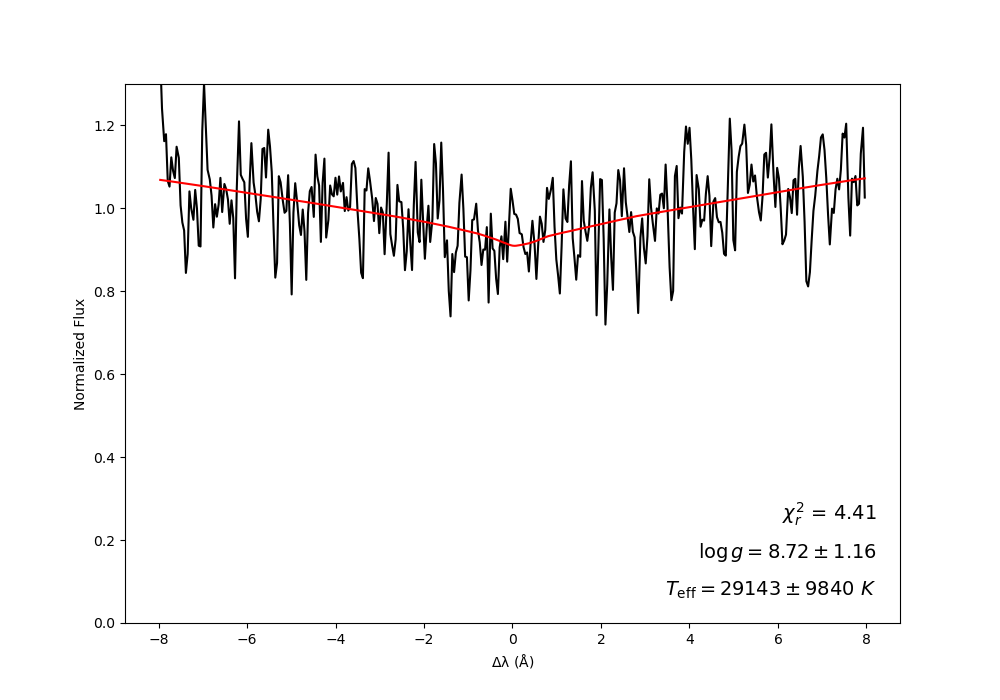 Normalized Flux
1.2
1.0
0.8
0.6
0.4
0.2
0.0
χ²ᵣ = 4.41
log g = 8.72 ± 1.16
T_eff = 29143 ± 9840 K
−8 −6 −4 −2 0 2 4 6 8
Δλ (Å)